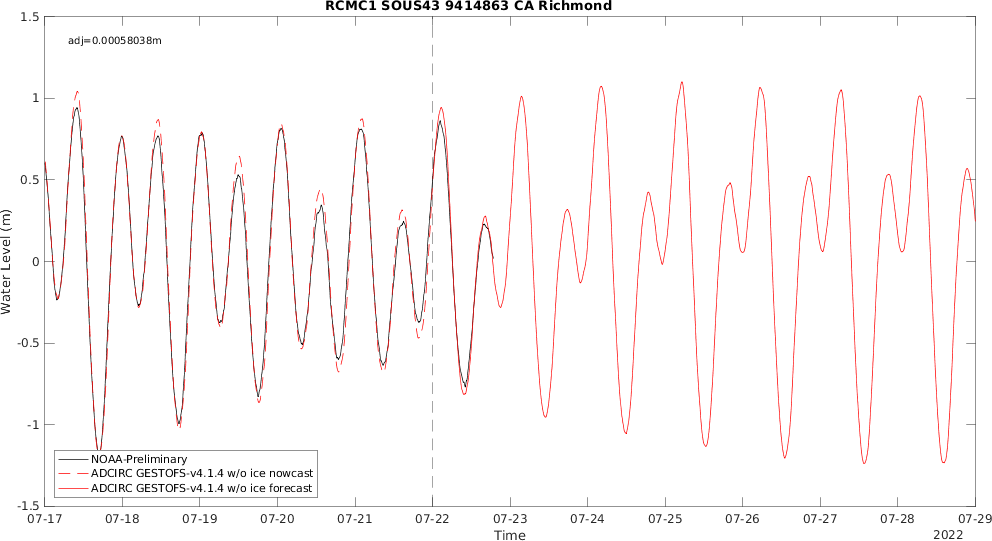 RCMC1 SOUS43 9414863 CA Richmond
adj=0.00058038m
Water Level (m)
1.5
1
0.5
0
-0.5
-1
-1.5
NOAA-Preliminary
ADCIRC GESTOFS-v4.1.4 w/o ice nowcast
ADCIRC GESTOFS-v4.1.4 w/o ice forecast
07-17 07-18 07-19 07-20 07-21 07-22 07-23 07-24 07-25 07-26 07-27 07-28 07-29
Time
2022